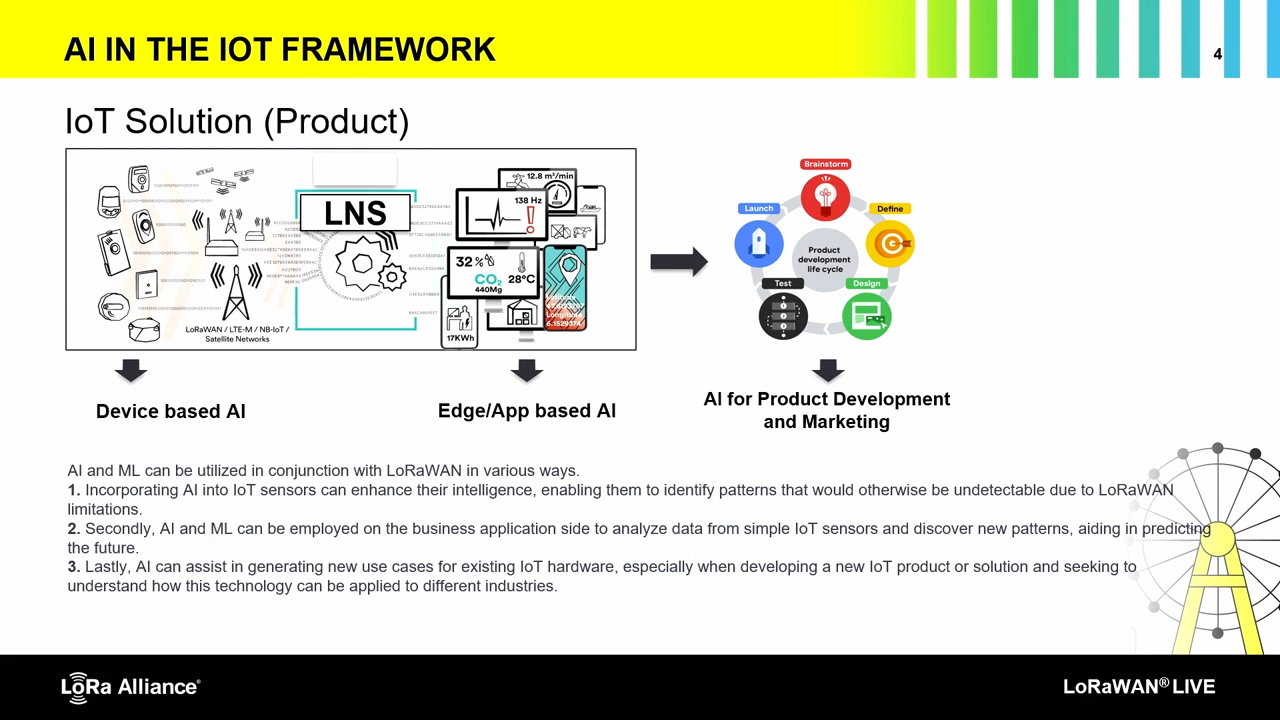 AI IN THE IOT FRAMEWORK
4
IoT Solution (Product)
LNS
LoRaWAN / LTE-M / NB-IoT /
Satellite Networks
12.8 m³/min
138 Hz
32 %
CO₂
440Mg
28°C
17KWh
Brainstorm
Launch
Define
Product
development
life cycle
Test
Design
Device based AI
Edge/App based AI
AI for Product Development
and Marketing
AI and ML can be utilized in conjunction with LoRaWAN in various ways.
1. Incorporating AI into IoT sensors can enhance their intelligence, enabling them to identify patterns that would otherwise be undetectable due to LoRaWAN
limitations.
2. Secondly, AI and ML can be employed on the business application side to analyze data from simple IoT sensors and discover new patterns, aiding in predicting
the future.
3. Lastly, AI can assist in generating new use cases for existing IoT hardware, especially when developing a new IoT product or solution and seeking to
understand how this technology can be applied to different industries.
LoRa Alliance®
LoRaWAN® LIVE